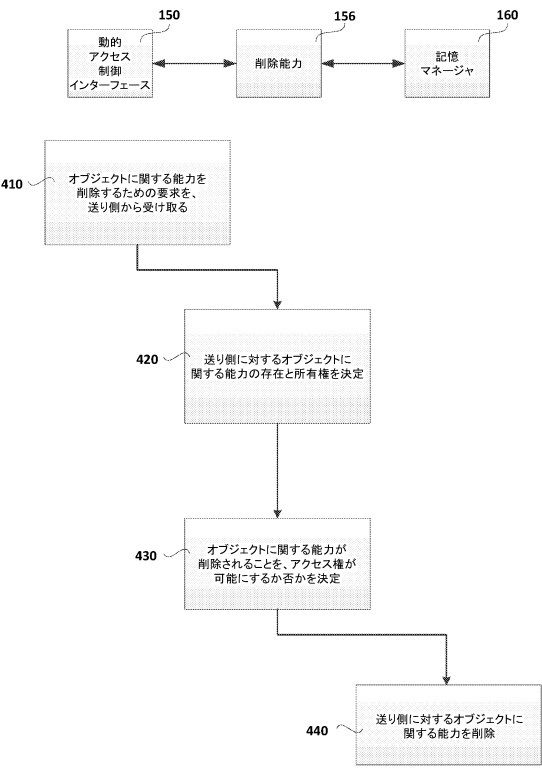 150
動的
アクセス
制御
インターフェース
156
削除能力
160
記憶
マネージャ
410
オブジェクトに関する能力を
削除するための要求を、
送り側から受け取る
420
送り側に対するオブジェクトに
関する能力の存在と所有権を決定
430
オブジェクトに関する能力が
削除されることを、アクセス権が
可能にするか否かを決定
440
送り側に対するオブジェクトに
関する能力を削除